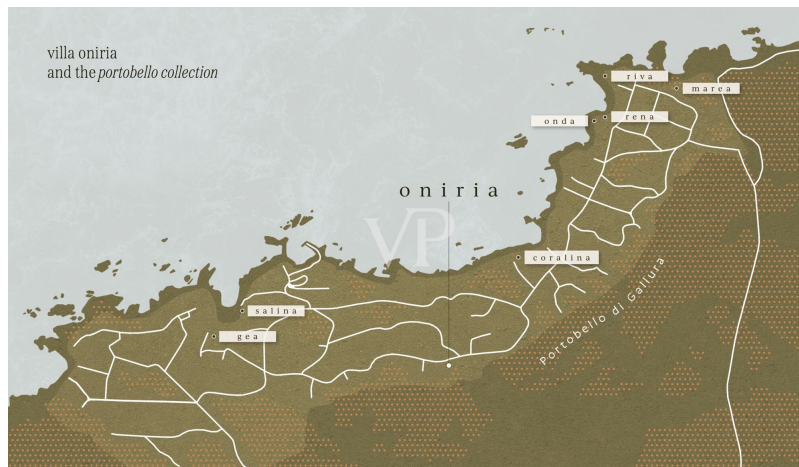 villa oniria
and the portobello collection
riva
marea
onda
rena
oniria
VP
coralina
Portobello di Gallura
salina
gea